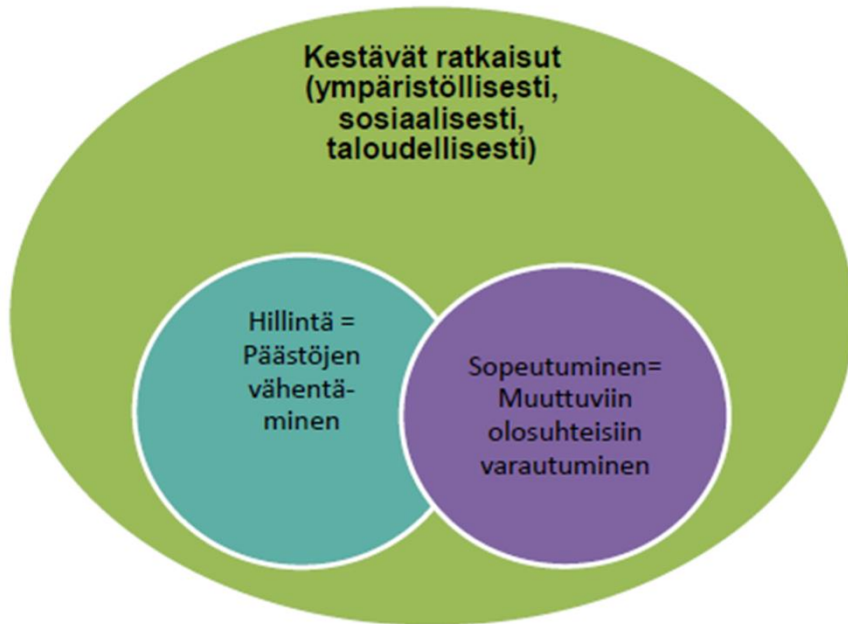 Kestävät ratkaisut
(ympäristöllisesti,
sosiaalisesti,
taloudellisesti)
Hillintä =
Päästöjen
vähentä-
minen
Sopeutuminen=
Muuttuviin
olosuhteisiin
varautuminen